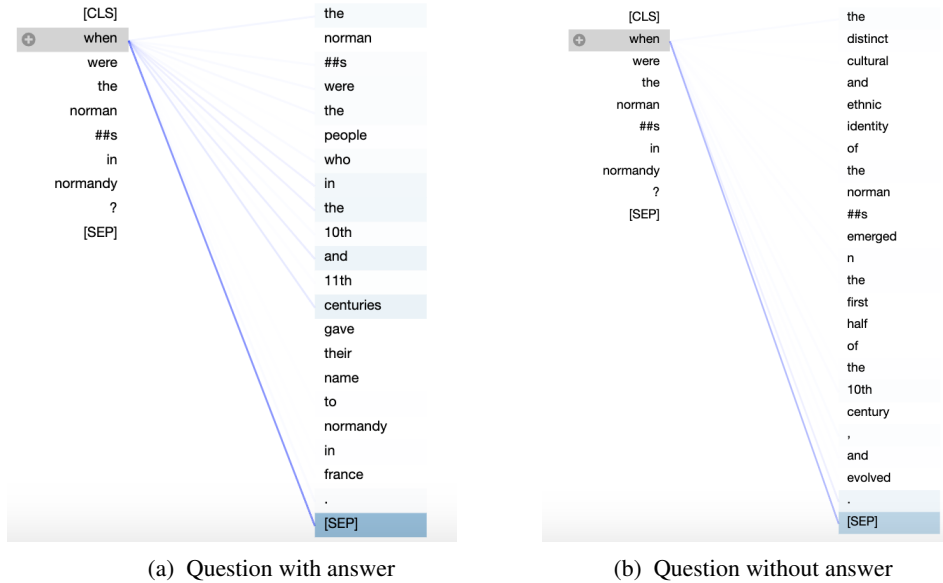 [CLS]
when
were
the
norman
##s
in
normandy
?
[SEP]
the
norman
##s
were
the
people
who
in
the
10th
and
11th
centuries
gave
their
name
to
normandy
in
france
.
[SEP]
(a) Question with answer
[CLS]
when
were
the
norman
##s
in
normandy
?
[SEP]
the
distinct
cultural
and
ethnic
identity
of
the
norman
##s
emerged
n
the
first
half
of
the
10th
century
,
and
evolved
.
[SEP]
(b) Question without answer